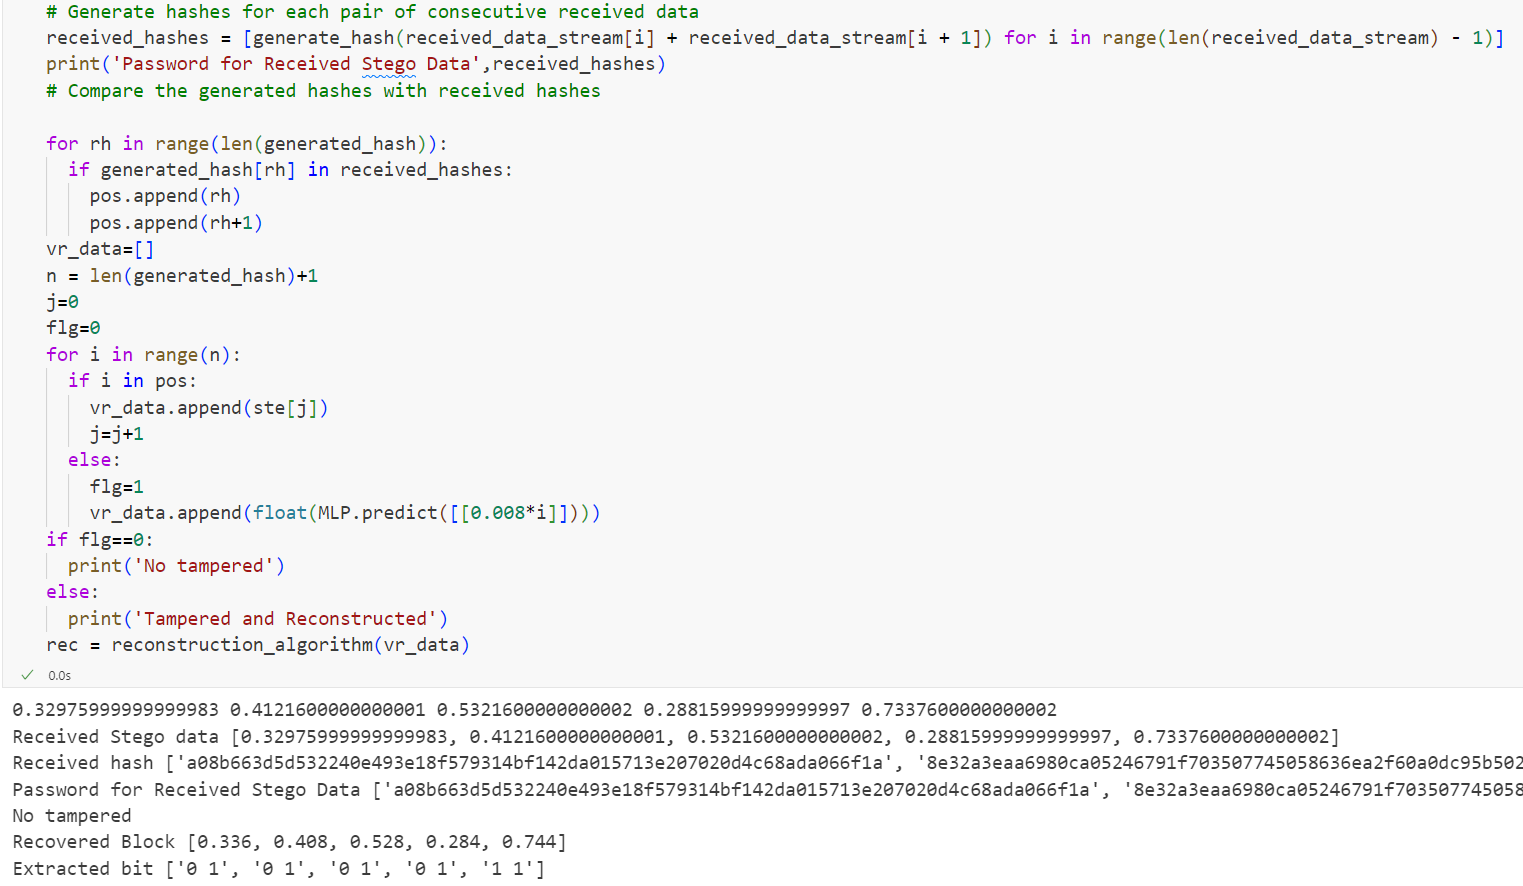 # Generate hashes for each pair of consecutive received data
received_hashes = [generate_hash(received_data_stream[i] + received_data_stream[i + 1]) for i in range(len(received_data_stream) - 1)]
print('Password for Received Stego Data',received_hashes)
# Compare the generated hashes with received hashes
for rh in range(len(generated_hash)):
  if generated_hash[rh] in received_hashes:
    pos.append(rh)
    pos.append(rh+1)
vr_data=[]
n = len(generated_hash)+1
j=0
flg=0
for i in range(n):
  if i in pos:
    vr_data.append(ste[j])
    j=j+1
  else:
    flg=1
    vr_data.append(float(MLP.predict([[0.008*i]])))
if flg==0:
  print('No tampered')
else:
  print('Tampered and Reconstructed')
rec = reconstruction_algorithm(vr_data)
✓ 0.0s
0.32975999999999983 0.4121600000000001 0.5321600000000002 0.28815999999999997 0.7337600000000002
Received Stego data [0.32975999999999983, 0.4121600000000001, 0.5321600000000002, 0.28815999999999997, 0.7337600000000002]
Received hash ['a08b663d5d532240e493e18f579314bf142da015713e207020d4c68ada066f1a', '8e32a3eaa6980ca05246791f703507745058636ea2f60a0dc95b502
Password for Received Stego Data ['a08b663d5d532240e493e18f579314bf142da015713e207020d4c68ada066f1a', '8e32a3eaa6980ca05246791f703507745058
No tampered
Recovered Block [0.336, 0.408, 0.528, 0.284, 0.744]
Extracted bit ['0 1', '0 1', '0 1', '0 1', '1 1']